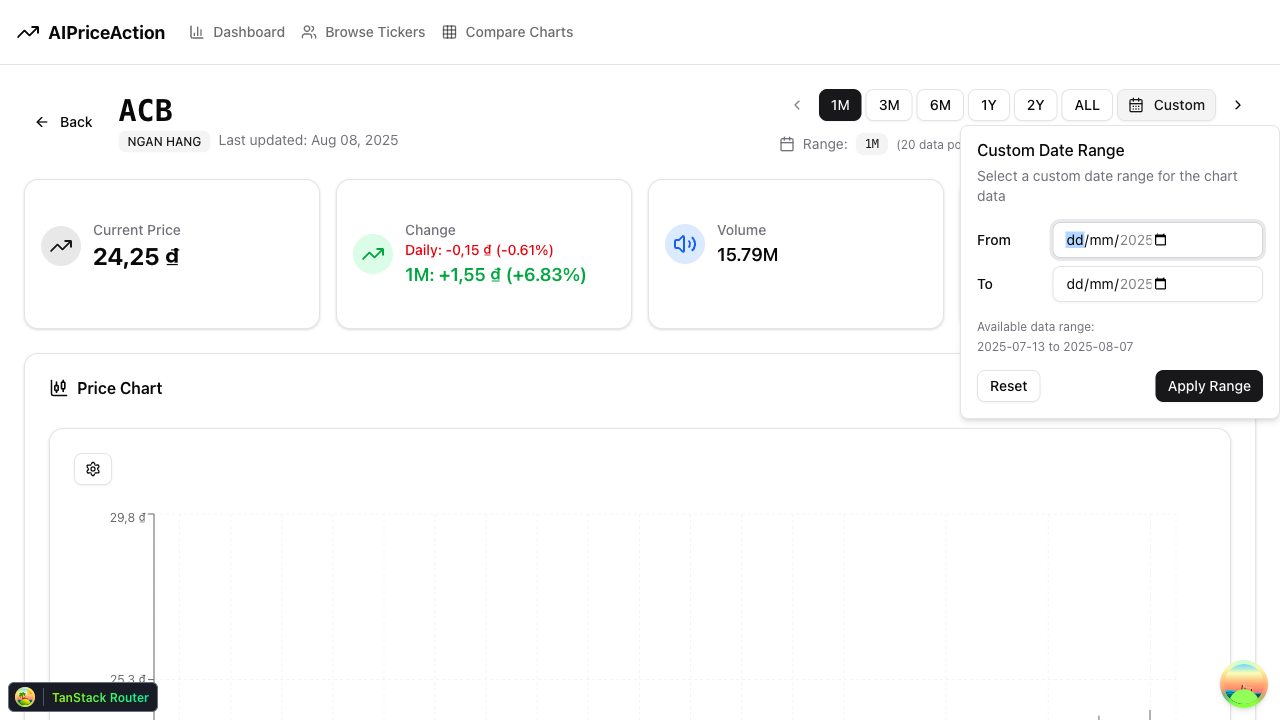 AIPriceAction
Dashboard
Browse Tickers
Compare Charts
Back
ACB
NGAN HANG
Last updated: Aug 08, 2025
1M
3M
6M
1Y
2Y
ALL
Custom
Range:
1M
(20 data po
Custom Date Range
Select a custom date range for the chart
data
From
dd/mm/2025
To
dd/mm/2025
Available data range:
2025-07-13 to 2025-08-07
Reset
Apply Range
Current Price
24,25 ₫
Change
Daily: -0,15 ₫ (-0.61%)
1M: +1,55 ₫ (+6.83%)
Volume
15.79M
Price Chart
29,8 ₫
25,3 ₫
TanStack Router